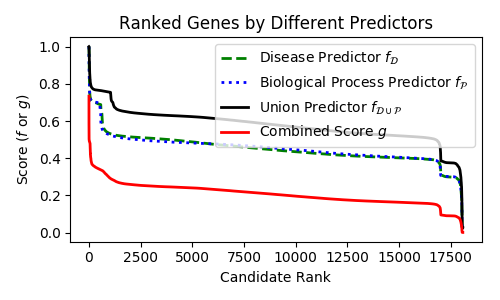 Ranked Genes by Different Predictors
Score (f or g)
1.0
0.8
0.6
0.4
0.2
0.0
Disease Predictor f_𝒟
Biological Process Predictor f_𝒫
Union Predictor f_𝒟∪𝒫
Combined Score g
0 2500 5000 7500 10000 12500 15000 17500
Candidate Rank